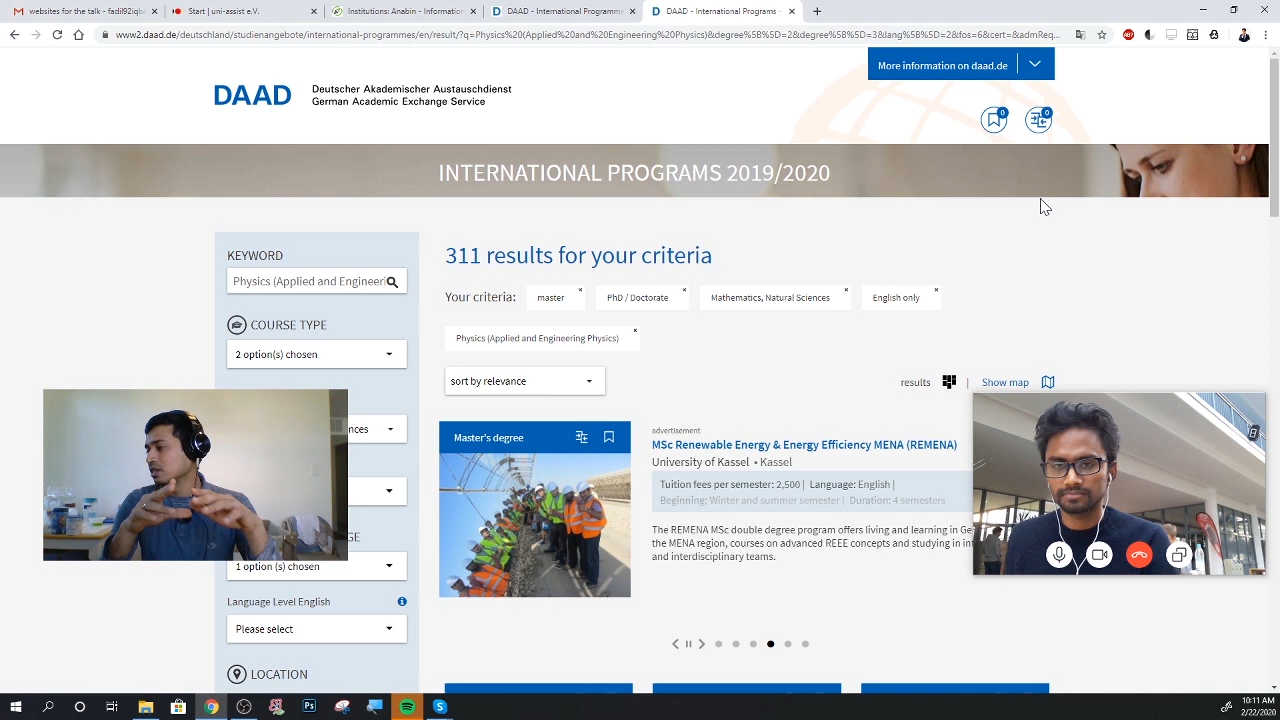 websites for the talk - fadil92iqb
Start | uni-assist e.V.
Institutions: Anabin - Information
DAAD - International Programme
DAAD - International Programs -
www2.daad.de/deutschland/studienangebote/international-programmes/en/result/?q=Physics%20(Applied%20and%20Engineering%20Physics)&degree%5B%5D=2&degree%5B%5D=3&lang%5B%5D=2&fos=6&cert=&admReq...
More information on daad.de
DAAD
Deutscher Akademischer Austauschdienst
German Academic Exchange Service
0
0
INTERNATIONAL PROGRAMS 2019/2020
KEYWORD
Physics (Applied and Engineeri
COURSE TYPE
2 option(s) chosen
nces
GE
1 option(s) chosen
Language Level English
Please select
LOCATION
311 results for your criteria
Your criteria: master PhD / Doctorate Mathematics, Natural Sciences English only
Physics (Applied and Engineering Physics)
sort by relevance
results | Show map
Master's degree
advertisement
MSc Renewable Energy & Energy Efficiency MENA (REMENA)
University of Kassel • Kassel
Tuition fees per semester: 2,500 | Language: English |
Beginning: Winter and summer semester | Duration: 4 semesters
The REMENA MSc double degree program offers living and learning in Ge
the MENA region, courses on advanced REEE concepts and studying in int
and interdisciplinary teams.
10:11 AM
2/22/2020